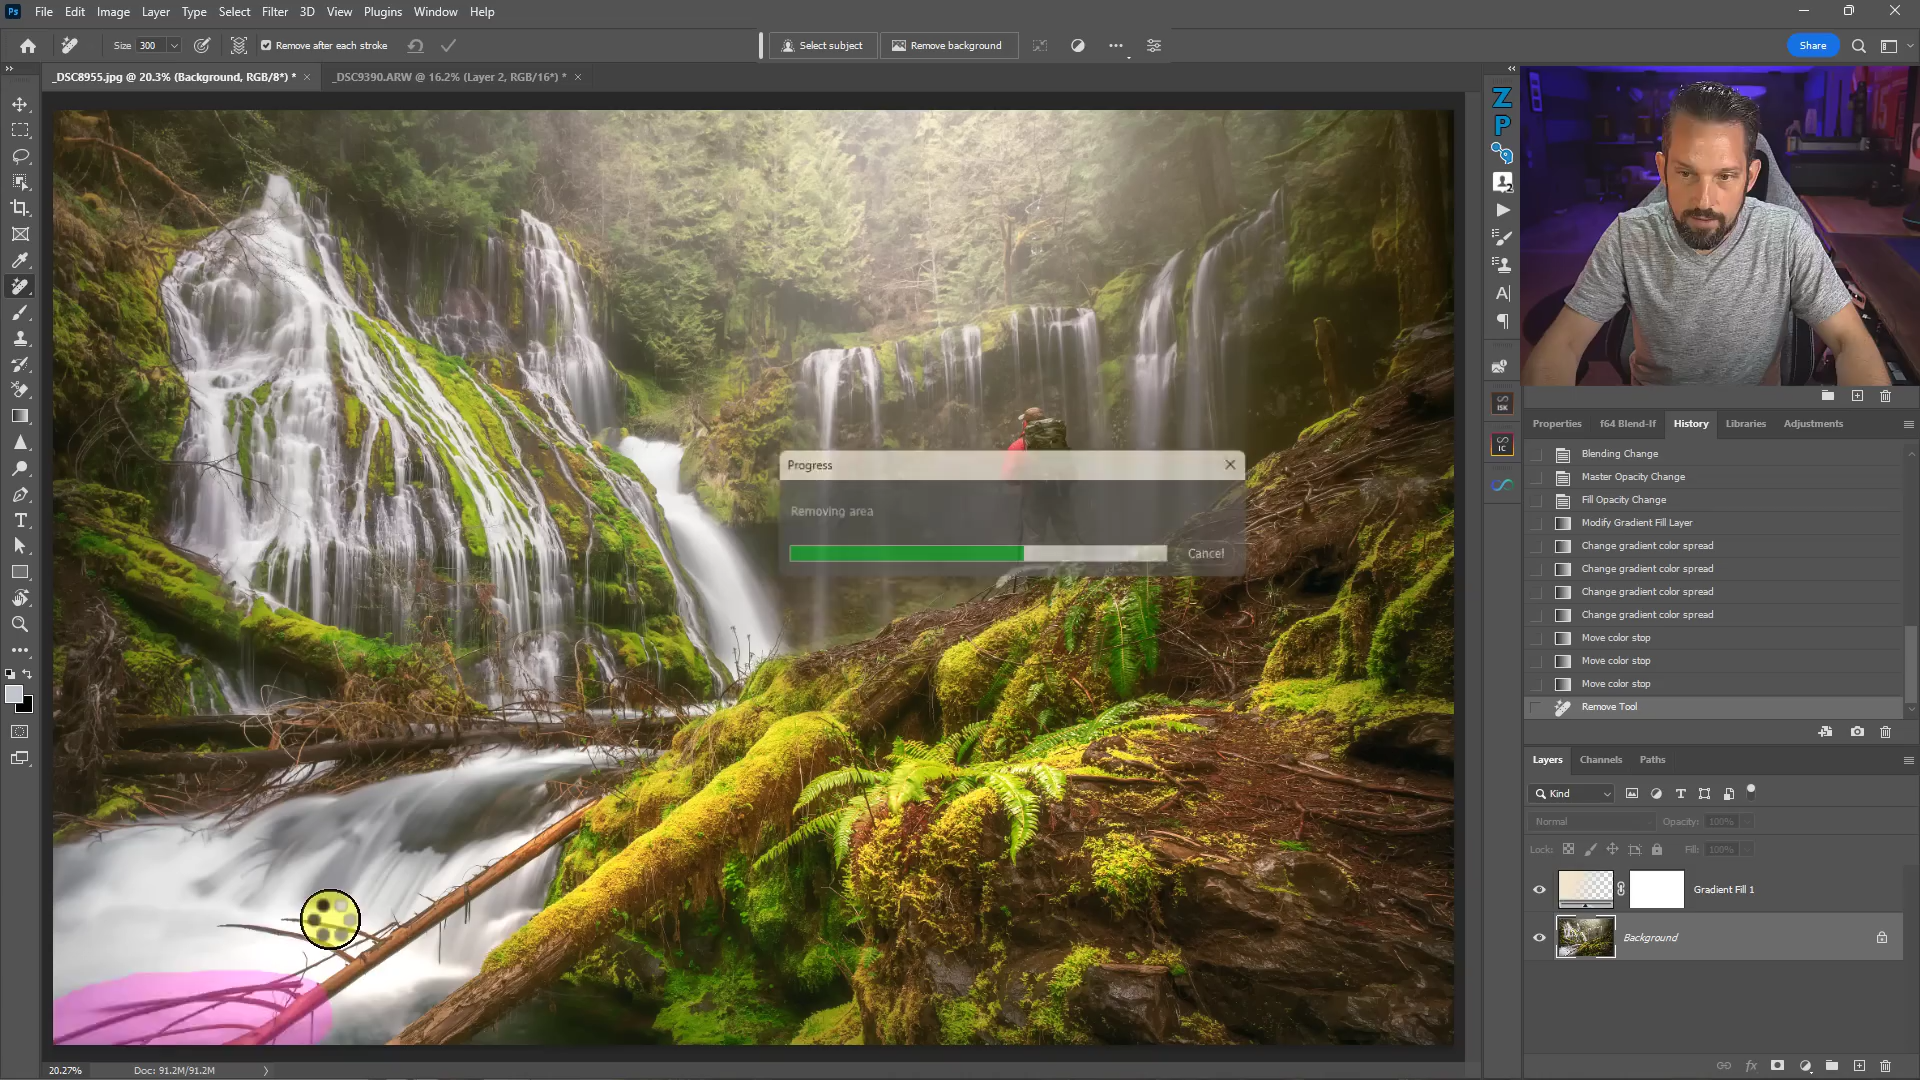 Ps File Edit Image Layer Type Select Filter 3D View Plugins Window Help
Size 300 Remove after each stroke Select subject Remove background Share
_DSC8955.jpg @ 20.3% (Background, RGB/8*) * _DSC9390.ARW @ 16.2% (Layer 2, RGB/16*) *
Z
P
Progress
Removing area
Cancel
ISK
IC
Properties f64 Blend-If History Libraries Adjustments
Blending Change
Master Opacity Change
Fill Opacity Change
Modify Gradient Fill Layer
Change gradient color spread
Change gradient color spread
Change gradient color spread
Change gradient color spread
Move color stop
Move color stop
Move color stop
Remove Tool
Layers Channels Paths
Kind
Normal Opacity: 100%
Lock: Fill: 100%
Gradient Fill 1
Background
fx
20.27% Doc: 91.2M/91.2M